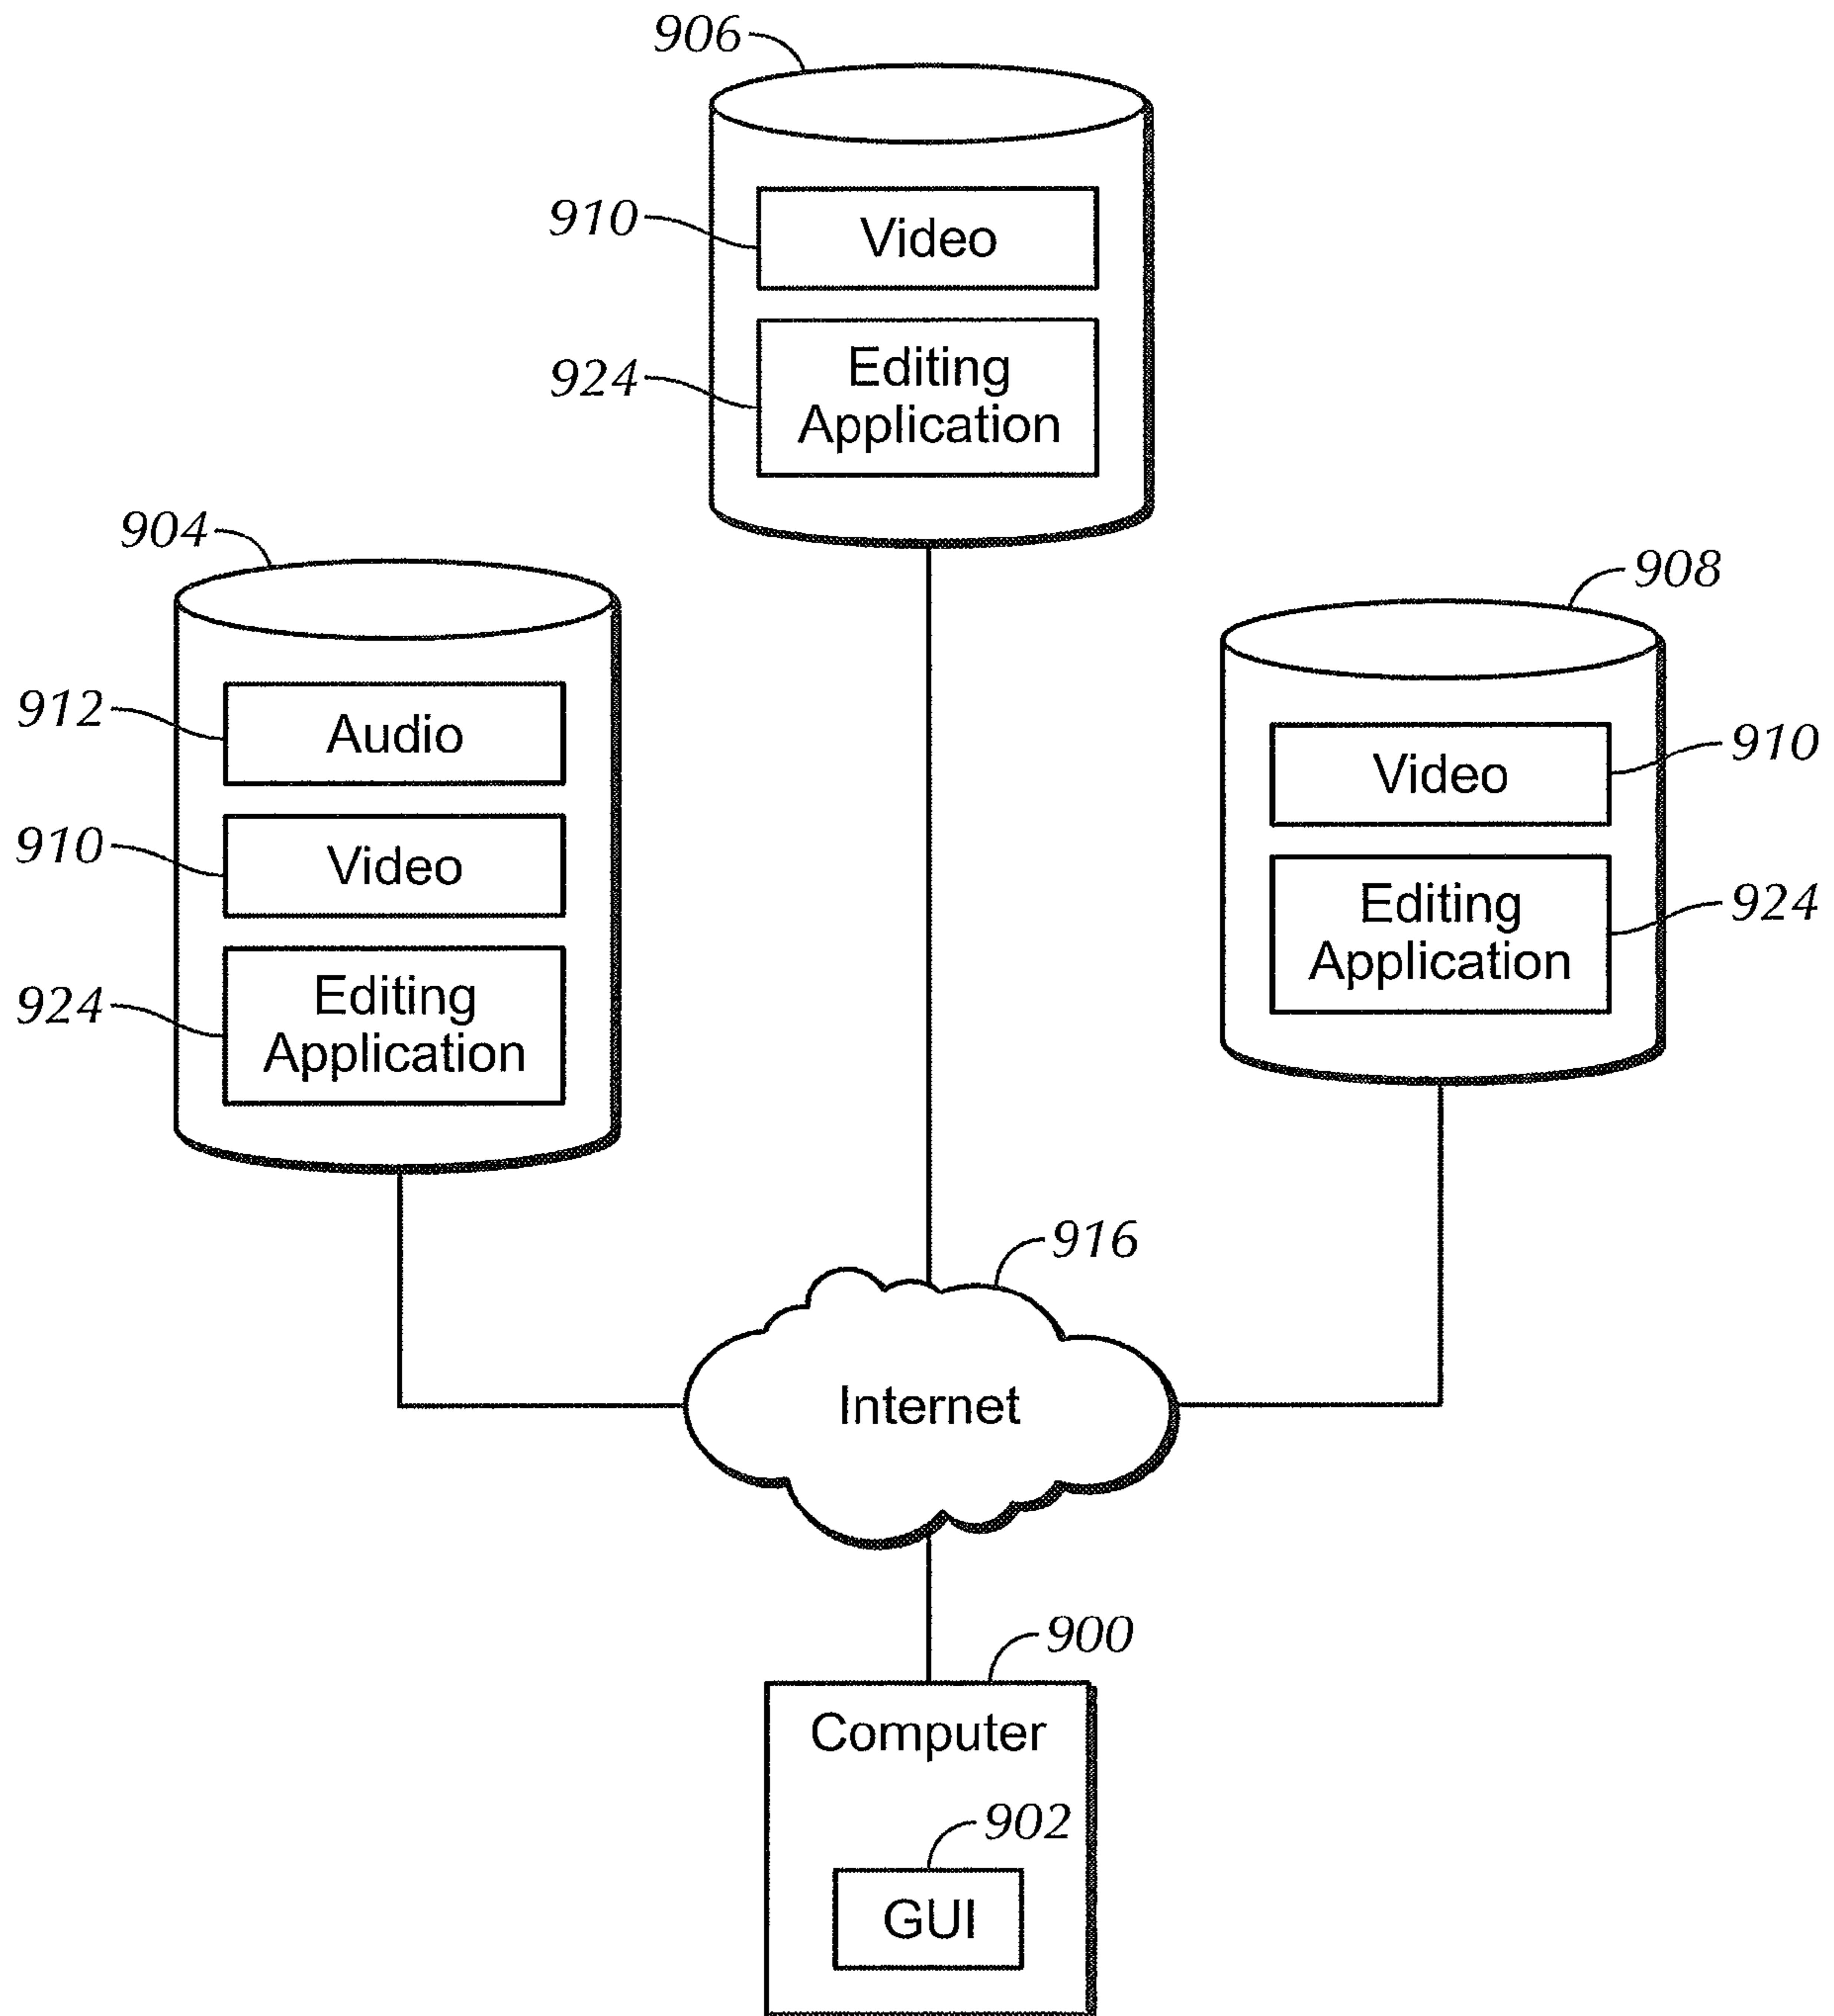 906
910
Video
924
Editing
Application
904
912
Audio
910
Video
924
Editing
Application
908
Video
910
Editing
Application
924
916
Internet
900
Computer
902
GUI